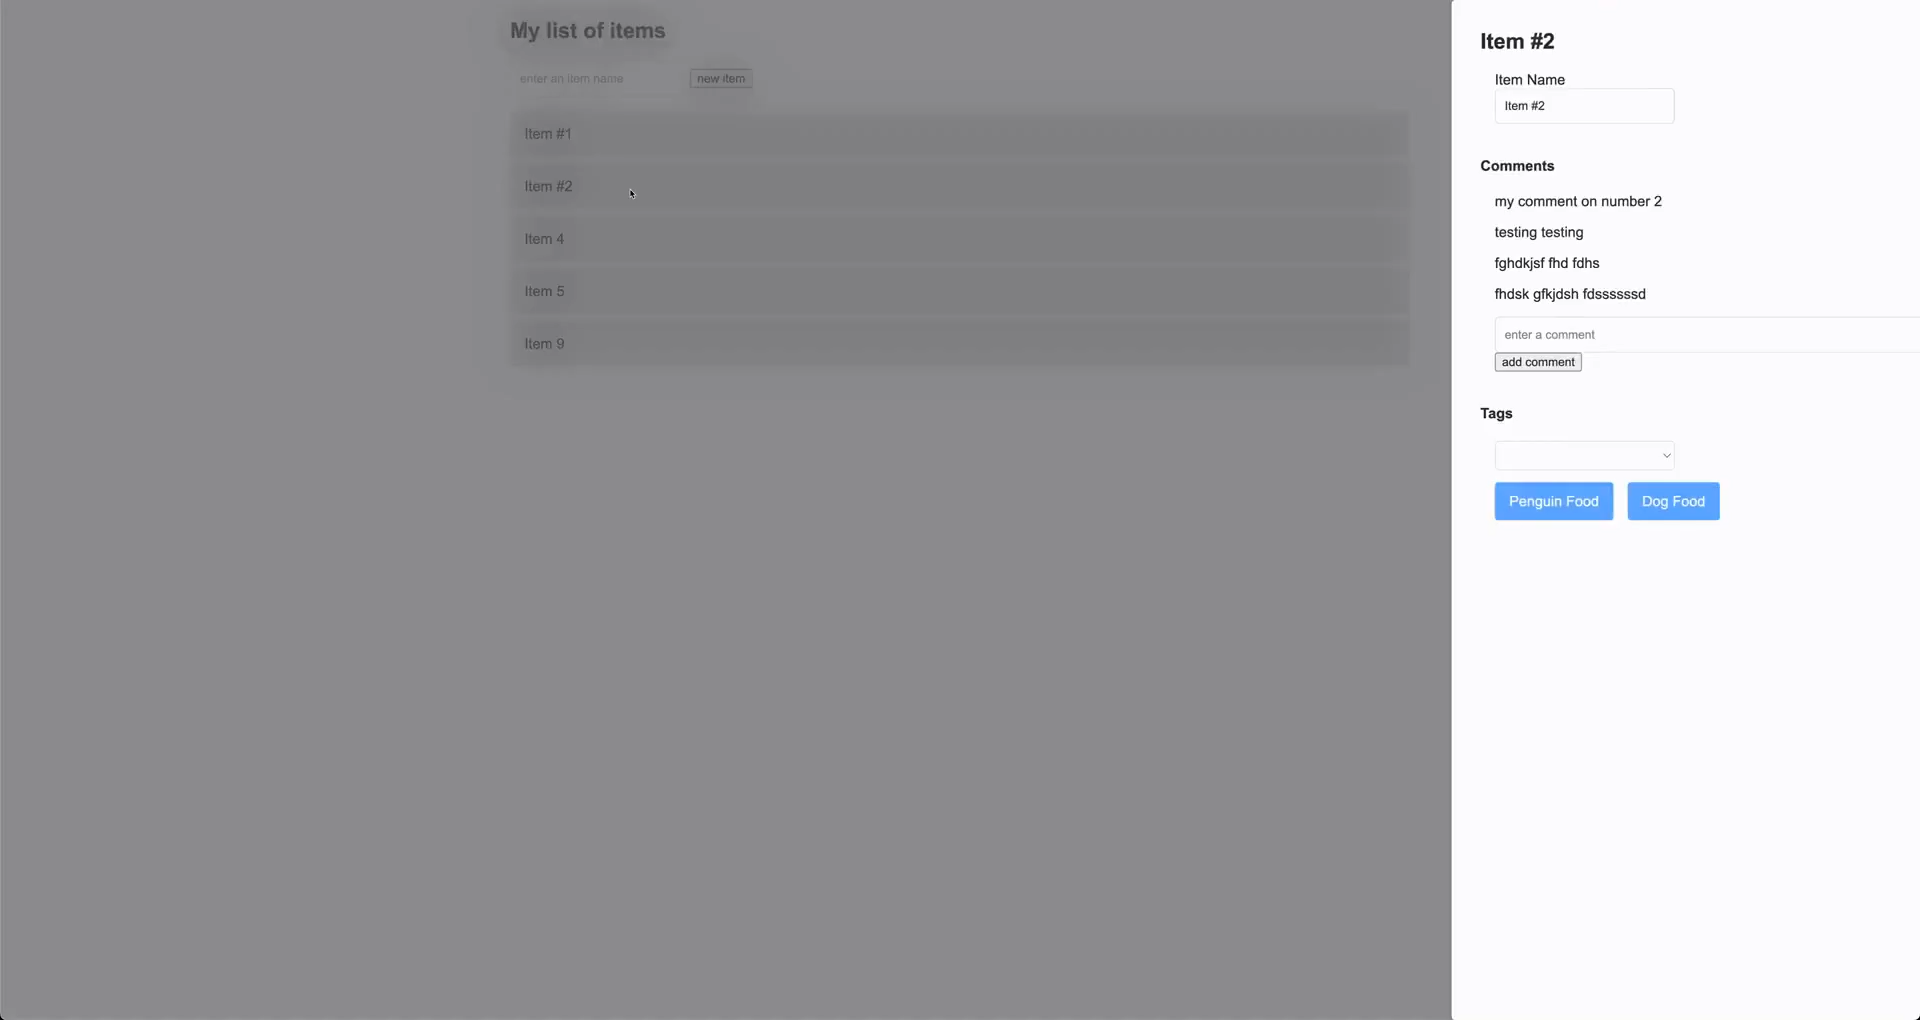 My list of items
enter an item name
new item
Item #1
Item #2
Item 4
Item 5
Item 9
Item #2
Item Name
Item #2
Comments
my comment on number 2
testing testing
fghdkjsf fhd fdhs
fhdsk gfkjdsh fdssssssd
enter a comment
add comment
Tags
Penguin Food
Dog Food